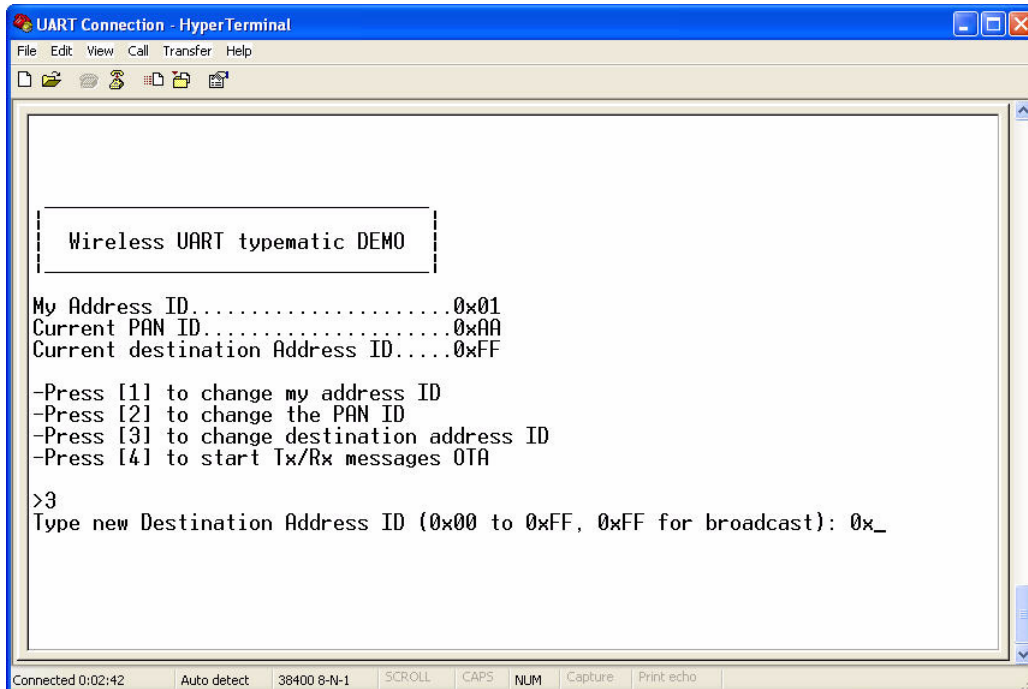 UART Connection - HyperTerminal
File Edit View Call Transfer Help
Wireless UART typematic DEMO
My Address ID......................0x01
Current PAN ID.....................0xAA
Current destination Address ID.....0xFF
-Press [1] to change my address ID
-Press [2] to change the PAN ID
-Press [3] to change destination address ID
-Press [4] to start Tx/Rx messages OTA
>3
Type new Destination Address ID (0x00 to 0xFF, 0xFF for broadcast): 0x_
Connected 0:02:42 Auto detect 38400 8-N-1 SCROLL CAPS NUM Capture Print echo